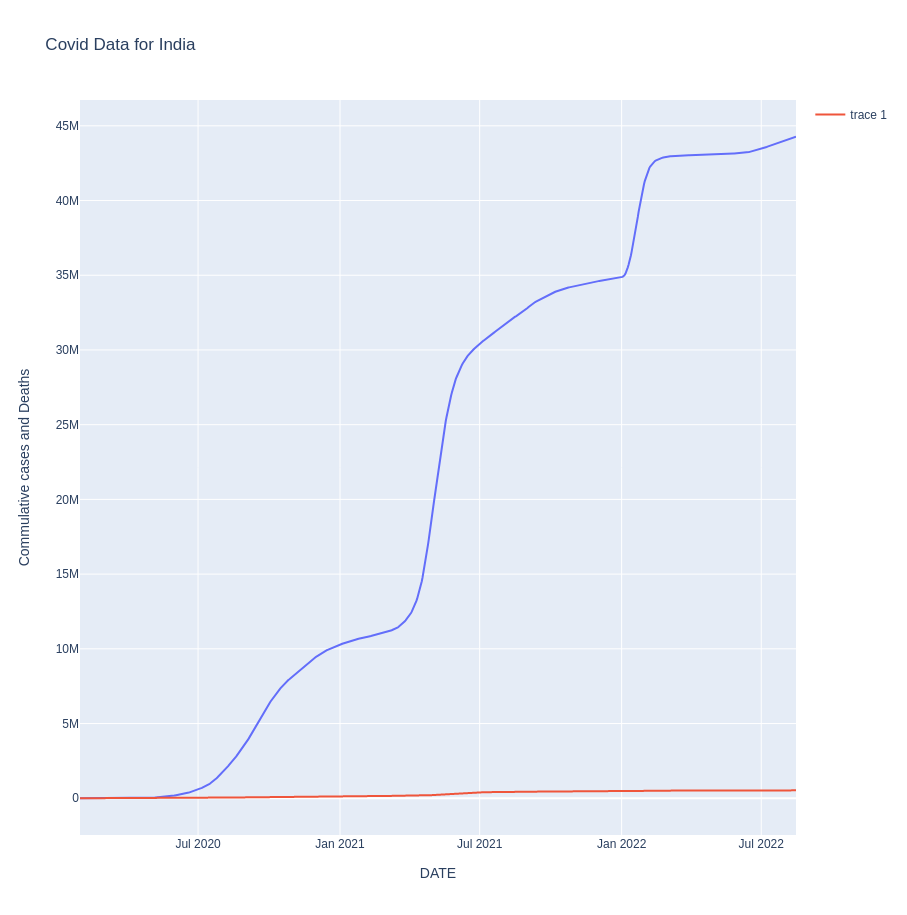 Covid Data for India
trace 1
45M
40M
35M
30M
25M
20M
15M
10M
5M
0
Commulative cases and Deaths
Jul 2020
Jan 2021
Jul 2021
Jan 2022
Jul 2022
DATE